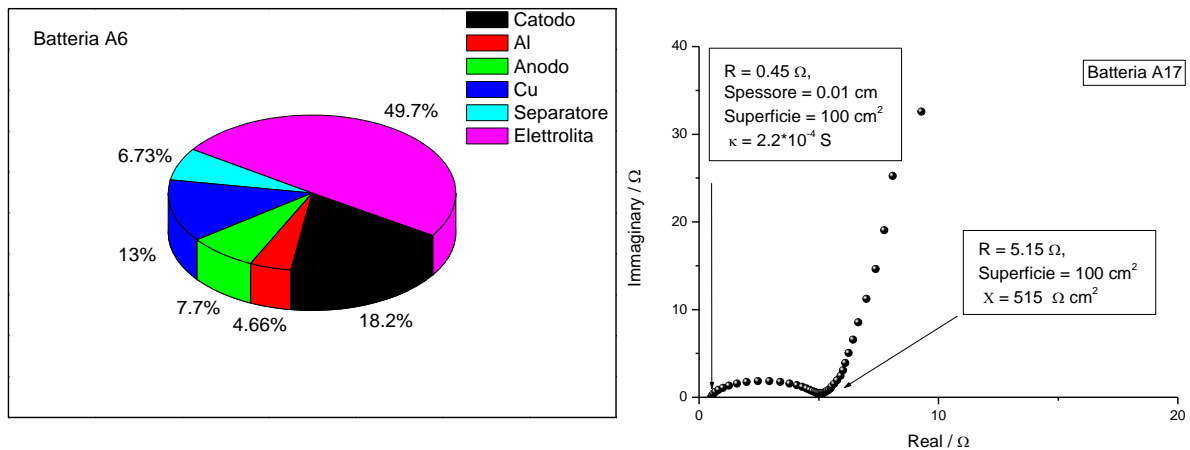 Batteria A6
Catodo
Al
Anodo
Cu
Separatore
Elettrolita
49.7%
6.73%
13%
7.7%
4.66%
18.2%
Batteria A17
R = 0.45 Ω,
Spessore = 0.01 cm
Superficie = 100 cm²
κ = 2.2*10⁻⁴ S
R = 5.15 Ω,
Superficie = 100 cm²
X = 515 Ω cm²
Immaginary / Ω
40
30
20
10
0
0
10
20
Real / Ω